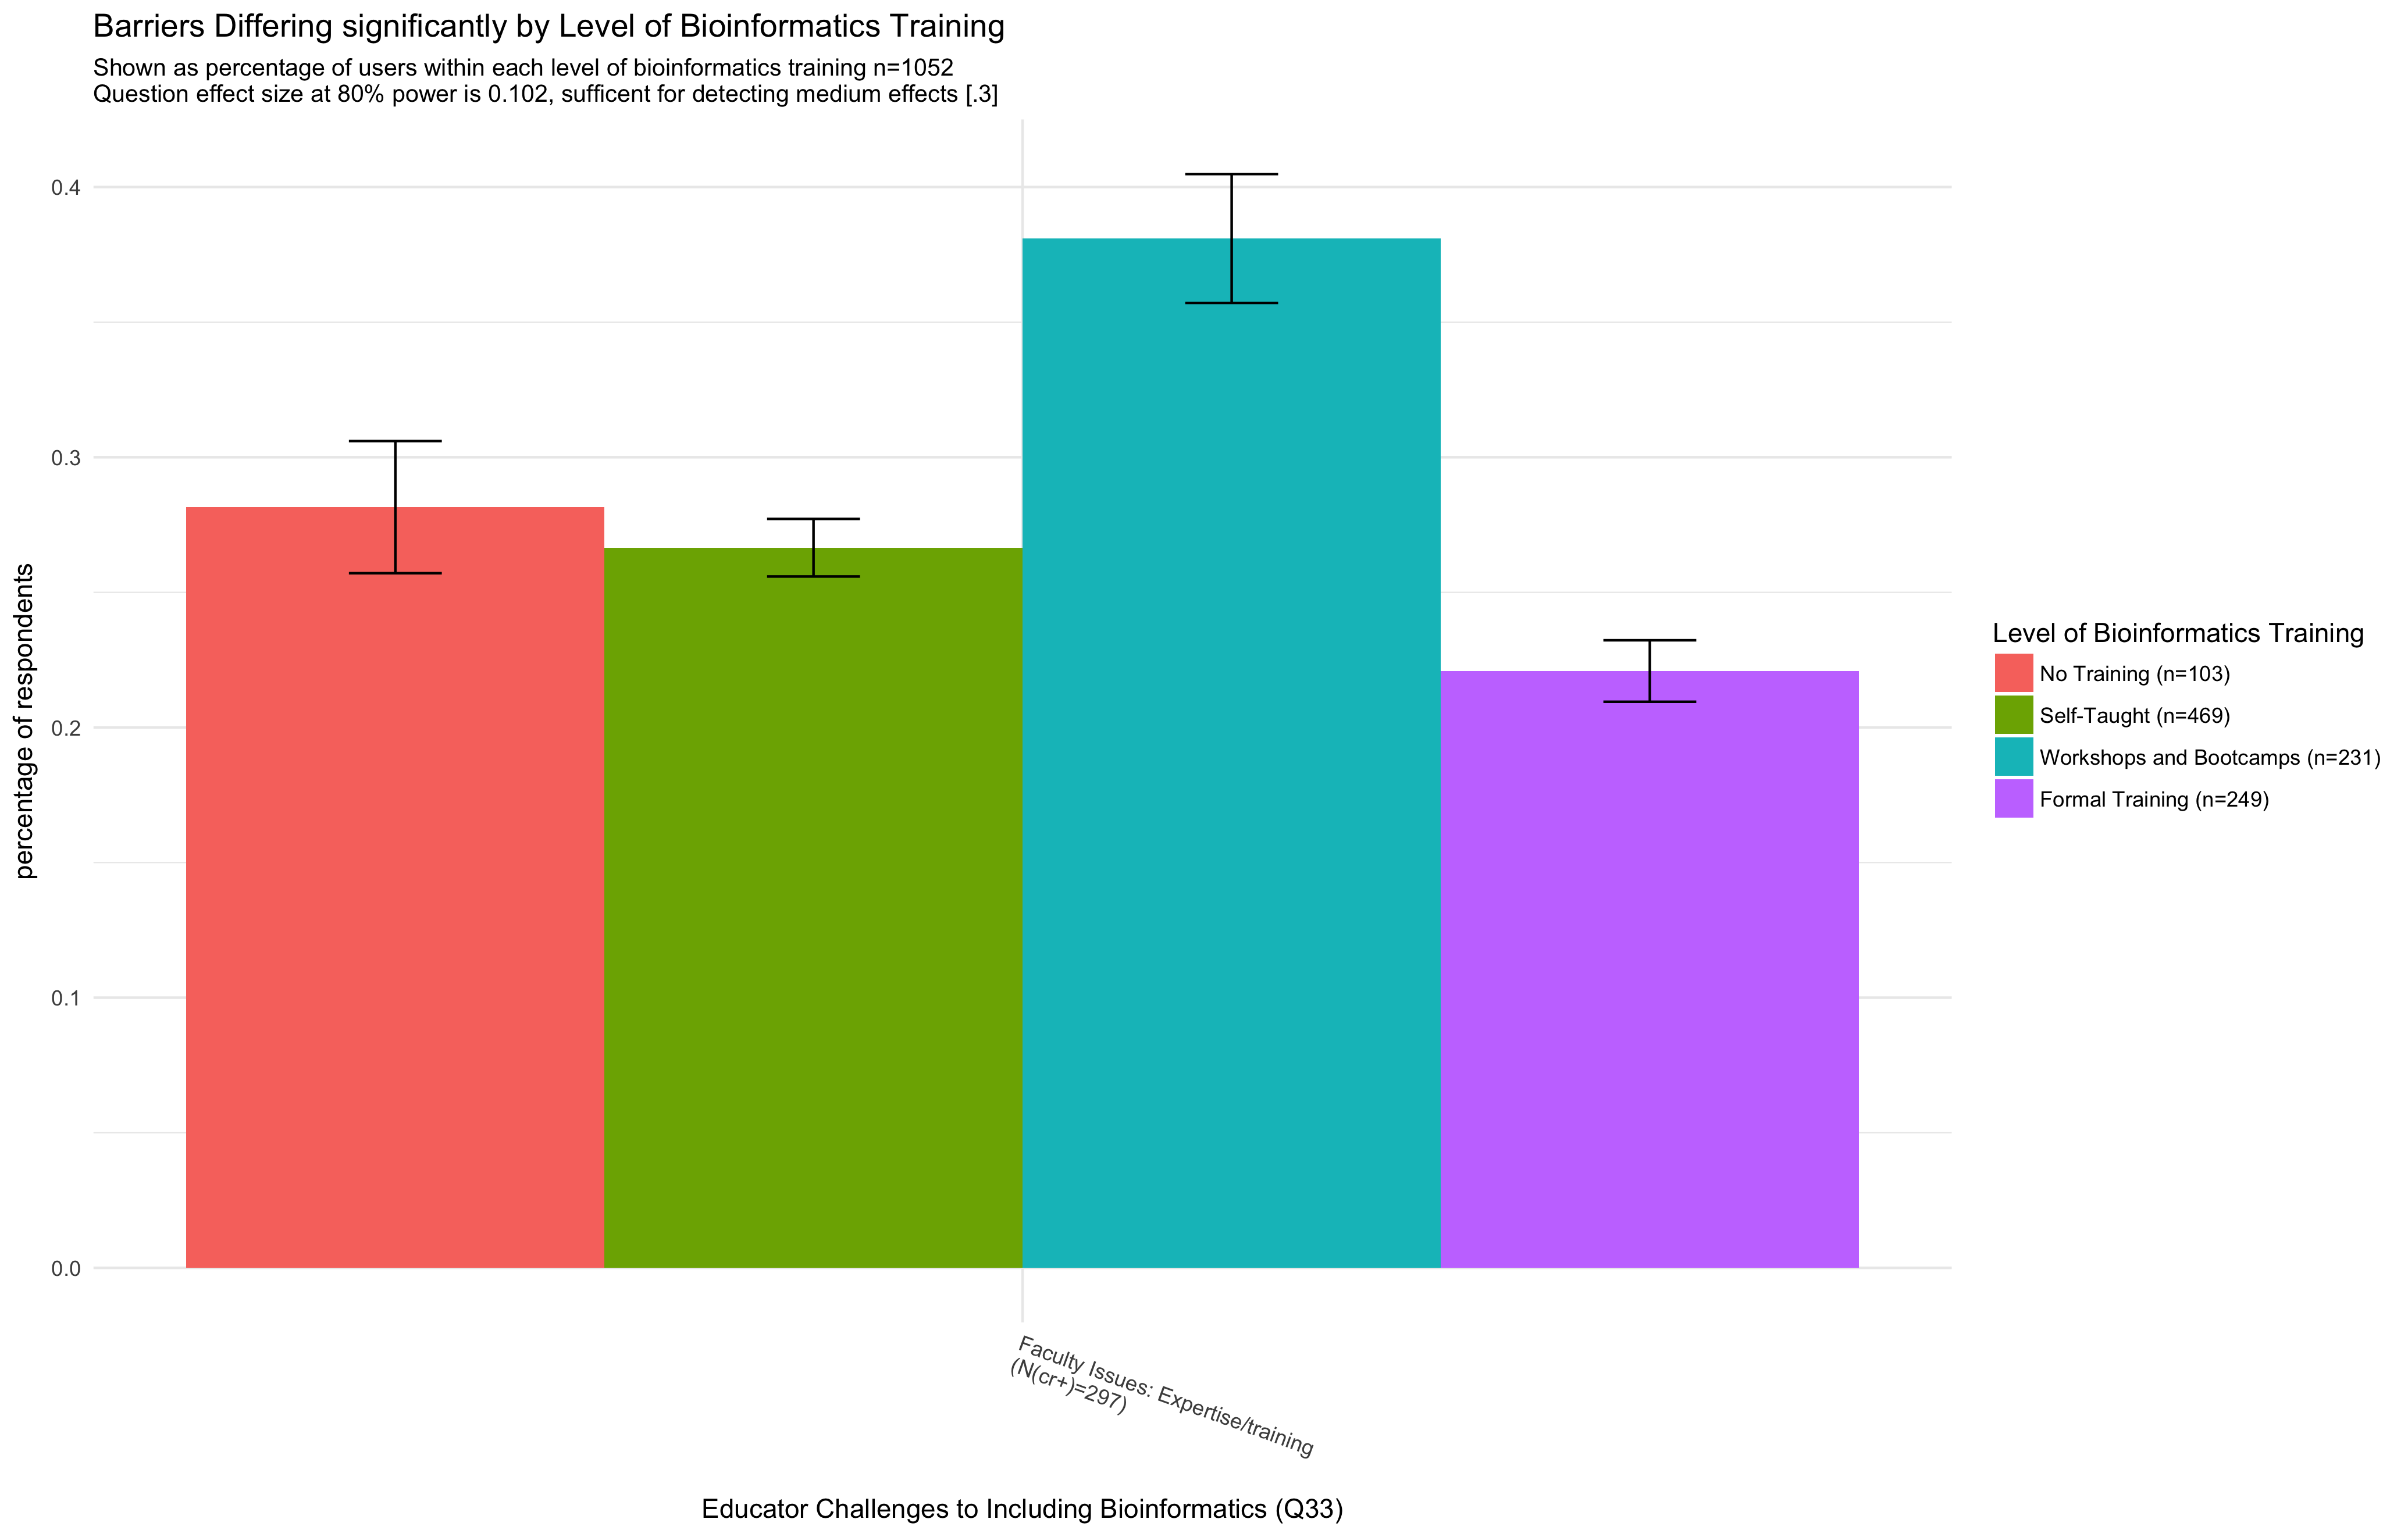 Barriers Differing significantly by Level of Bioinformatics Training
Shown as percentage of users within each level of bioinformatics training n=1052
Question effect size at 80% power is 0.102, sufficent for detecting medium effects [.3]
percentage of respondents
0.4
0.3
0.2
0.1
0.0
Faculty Issues: Expertise/training
(N(cr+)=297)
Educator Challenges to Including Bioinformatics (Q33)
Level of Bioinformatics Training
No Training (n=103)
Self-Taught (n=469)
Workshops and Bootcamps (n=231)
Formal Training (n=249)